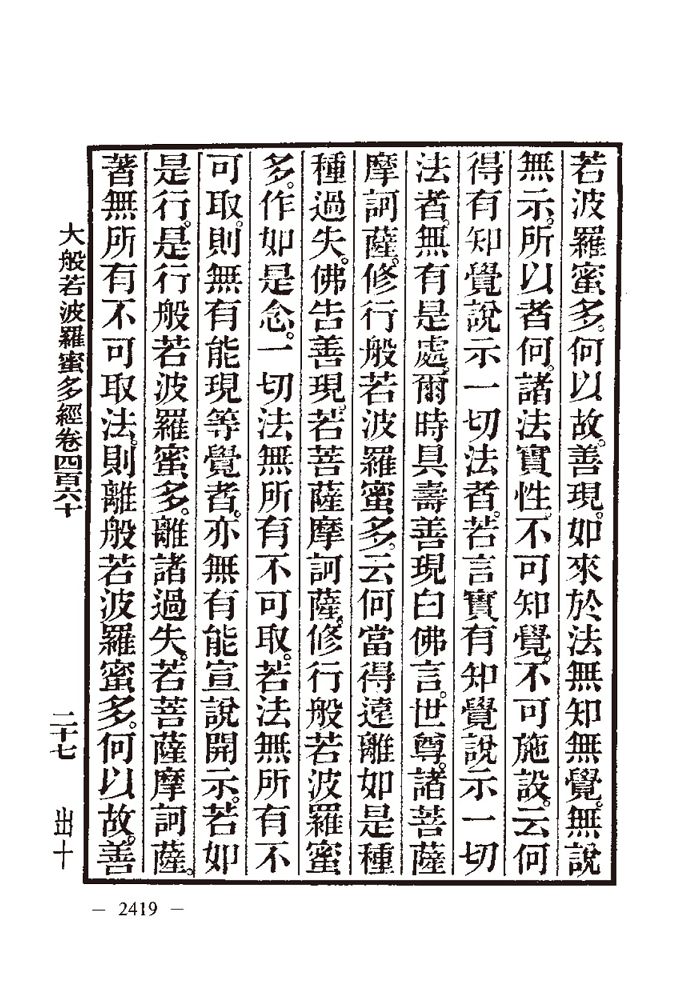 若波羅蜜多。何以故。善現。如來於法無知無覺。無說
無示。所以者何。諸法實性。不可知覺。不可施設。云何
得有知覺說示一切法者。若言實有知覺說示一切
法者。無有是處。爾時具壽善現白佛言。世尊。諸菩薩
摩訶薩。修行般若波羅蜜多。云何當得遠離如是種
種過失。佛告善現。若菩薩摩訶薩。修行般若波羅蜜
多。作如是念。一切法無所有不可取。若法無所有不
可取。則無有能現等覺者。亦無有能宣說開示。若如
是行。是行般若波羅蜜多。離諸過失。若菩薩摩訶薩。
著無所有不可取法。則離般若波羅蜜多。何以故。善
大般若波羅蜜多經卷四百六十 二十七 出十
— 2419 —